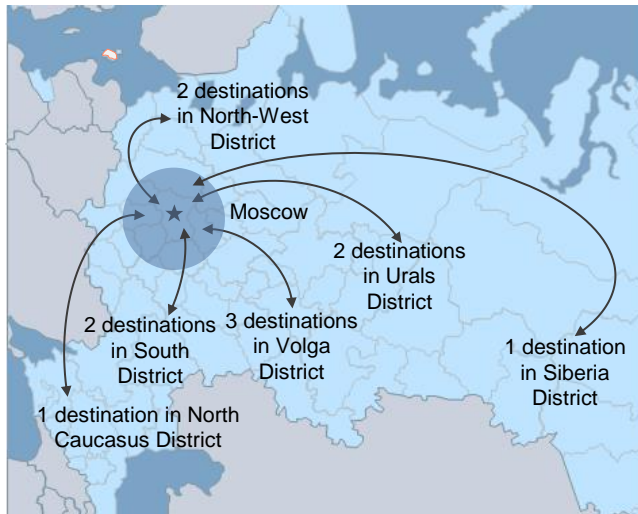 2 destinations
in North-West
District
Moscow
2 destinations
in Urals
District
2 destinations
in South
District
3 destinations
in Volga
District
1 destination
in Siberia
District
1 destination in North
Caucasus District